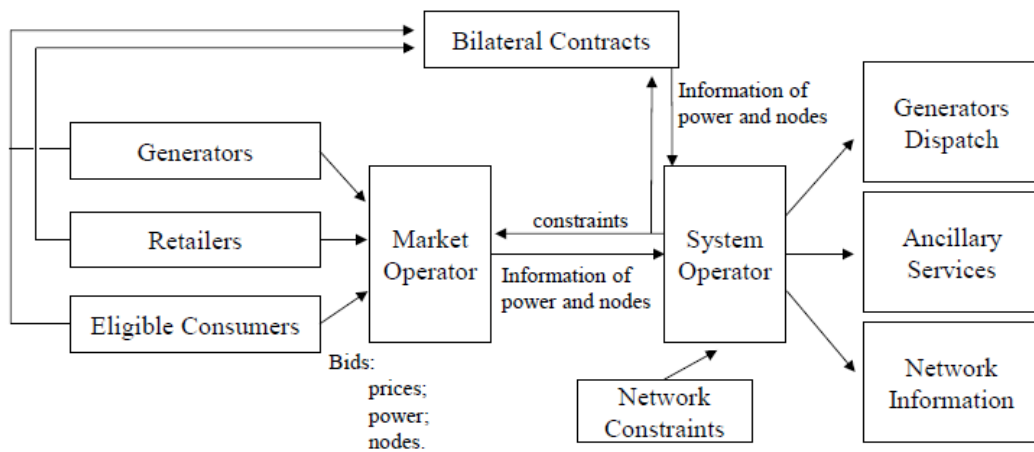 Bilateral Contracts
Information of
power and nodes
Generators
Dispatch
Generators
Retailers
Eligible Consumers
Market
Operator
constraints
Information of
power and nodes
System
Operator
Ancillary
Services
Bids:
prices;
power;
nodes.
Network
Constraints
Network
Information